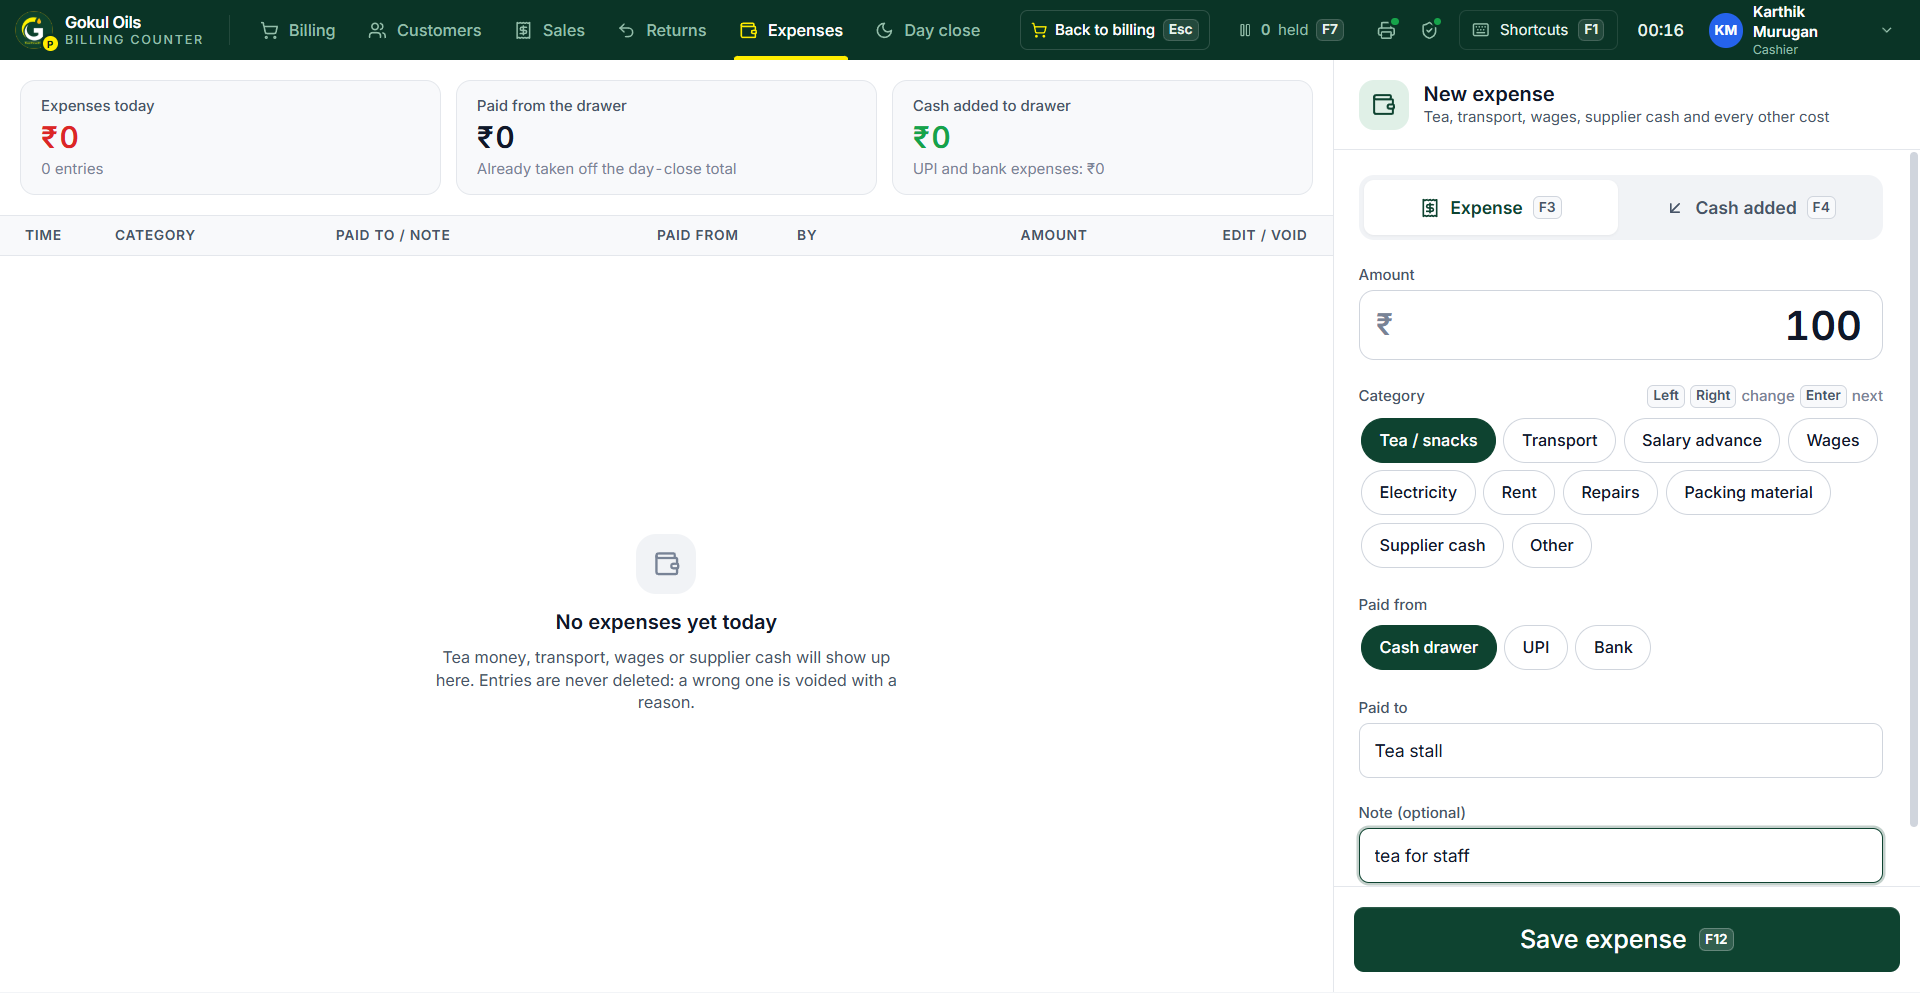 Gokul Oils
BILLING COUNTER
P
Billing
Customers
Sales
Returns
Expenses
Day close
Back to billing Esc
0 held F7
Shortcuts F1
00:16
KM
Karthik
Murugan
Cashier
Expenses today
₹0
0 entries
Paid from the drawer
₹0
Already taken off the day-close total
Cash added to drawer
₹0
UPI and bank expenses: ₹0
TIME CATEGORY PAID TO / NOTE PAID FROM BY AMOUNT EDIT / VOID
No expenses yet today
Tea money, transport, wages or supplier cash will show up
here. Entries are never deleted: a wrong one is voided with a
reason.
New expense
Tea, transport, wages, supplier cash and every other cost
Expense F3
Cash added F4
Amount
₹ 100
Category Left Right change Enter next
Tea / snacks Transport Salary advance Wages
Electricity Rent Repairs Packing material
Supplier cash Other
Paid from
Cash drawer UPI Bank
Paid to
Tea stall
Note (optional)
tea for staff
Save expense F12